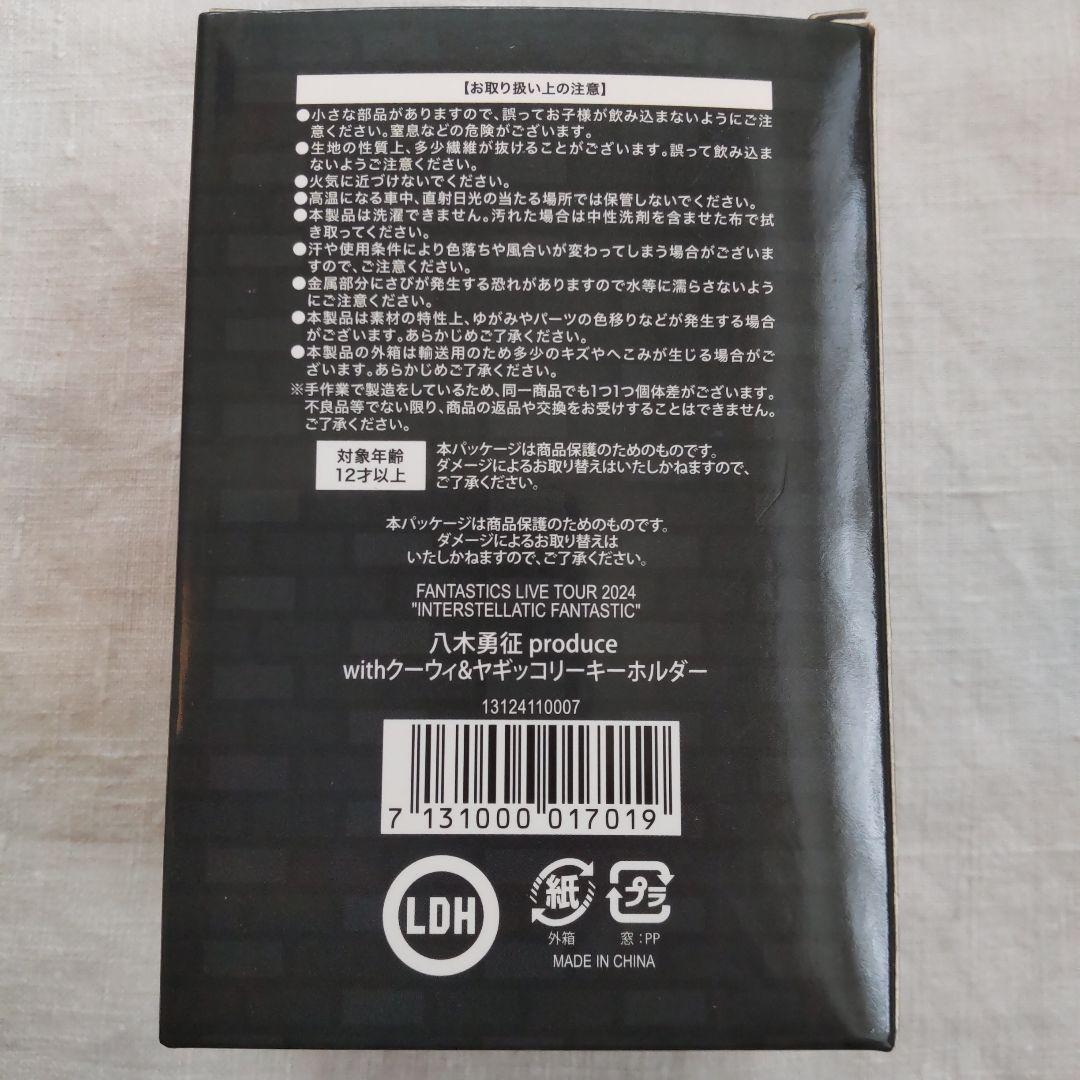 【お取り扱い上の注意】
●小さな部品がありますので、誤ってお子様が飲み込まないようにご注
意ください。窒息などの危険がございます。
●生地の性質上、多少繊維が抜けることがございます。誤って飲み込ま
ないようご注意ください。
●火気に近づけないでください。
●高温になる車中、直射日光の当たる場所では保管しないでください。
●本製品は洗濯できません。汚れた場合は中性洗剤を含ませた布で拭
き取ってください。
●汗や使用条件により色落ちや風合いが変わってしまう場合がございま
すので、ご注意ください。
●金属部分にさびが発生する恐れがありますので水等に濡らさないよう
にご注意ください。
●本製品は素材の特性上、ゆがみやパーツの色移りなどが発生する場合
がございます。あらかじめご了承ください。
●本製品の外箱は輸送用のため多少のキズやへこみが生じる場合がご
ざいます。あらかじめご了承ください。
※手作業で製造をしているため、同一商品でも1つ1つ個体差がございます。
不良品等でない限り、商品の返品や交換をお受けすることはできません。
ご了承ください。
対象年齢
12才以上
本パッケージは商品保護のためのものです。
ダメージによるお取り替えはいたしかねますので、
ご了承ください。
本パッケージは商品保護のためのものです。
ダメージによるお取り替えは
いたしかねますので、ご了承ください。
FANTASTICS LIVE TOUR 2024
"INTERSTELLATIC FANTASTIC"
八木勇征 produce
withクーウィ&ヤギッコリーキーホルダー
13124110007
7 131000 017019
LDH
紙
プラ
外箱
窓：PP
MADE IN CHINA